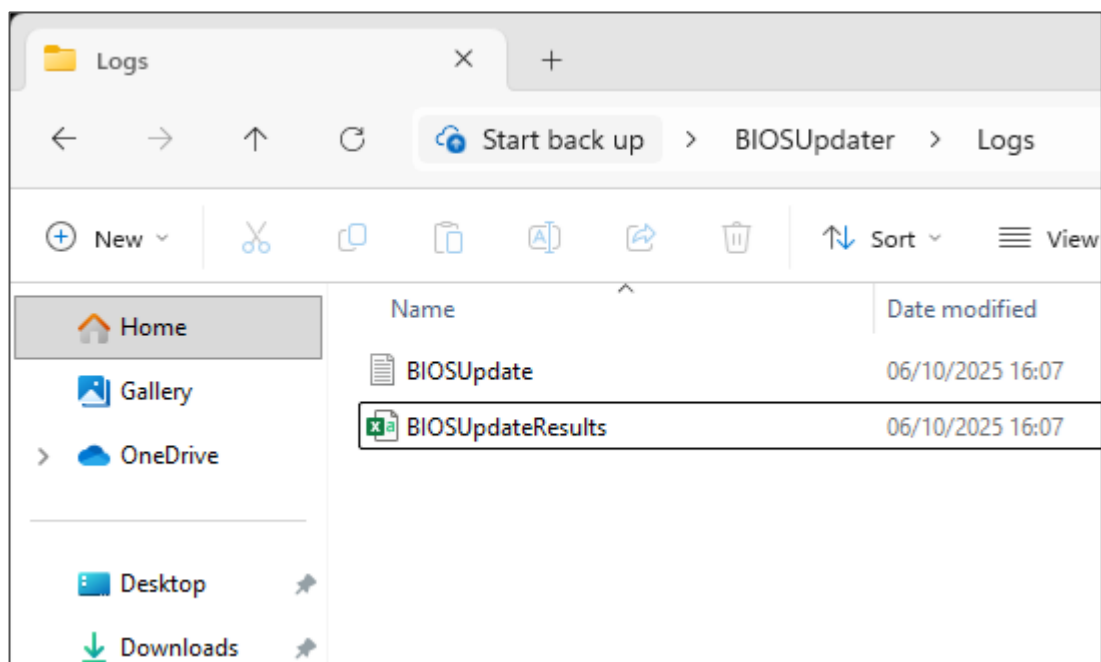 Logs
Start back up > BIOSUpdater > Logs
New Sort View
Home
Gallery
OneDrive
Desktop
Downloads
Name Date modified
BIOSUpdate 06/10/2025 16:07
BIOSUpdateResults 06/10/2025 16:07